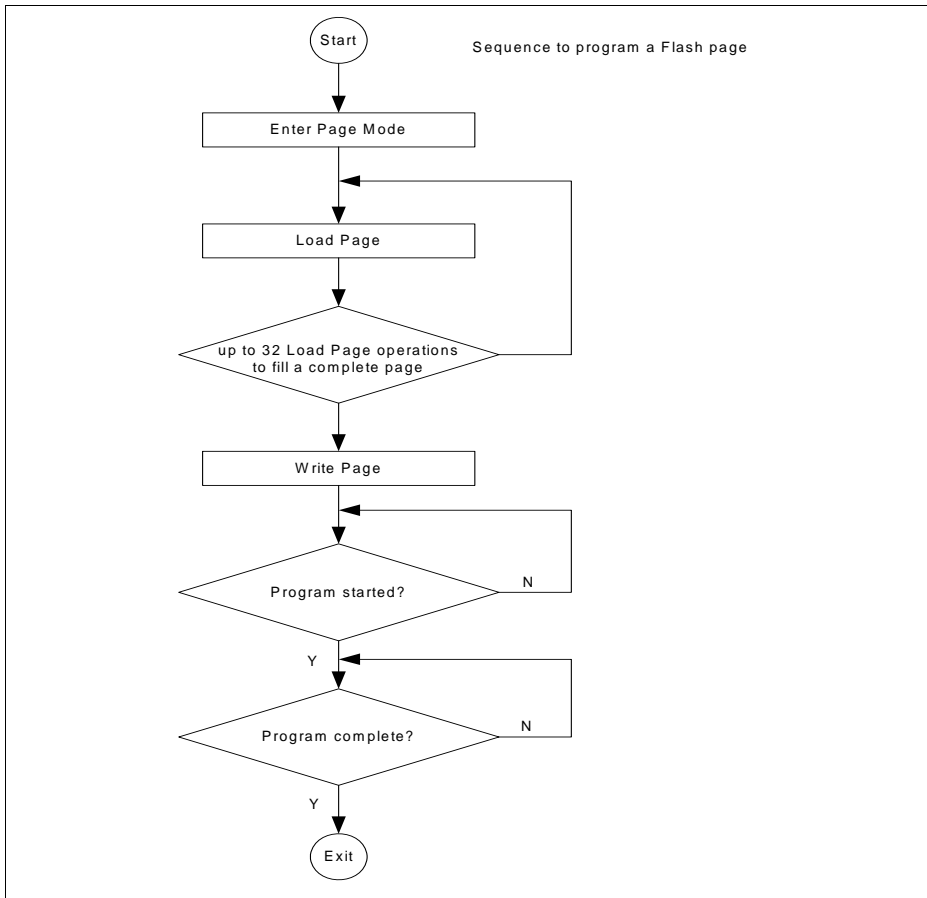 Start
Sequence to program a Flash page
Enter Page Mode
Load Page
up to 32 Load Page operations
to fill a complete page
Write Page
Program started?
N
Y
Program complete?
N
Y
Exit